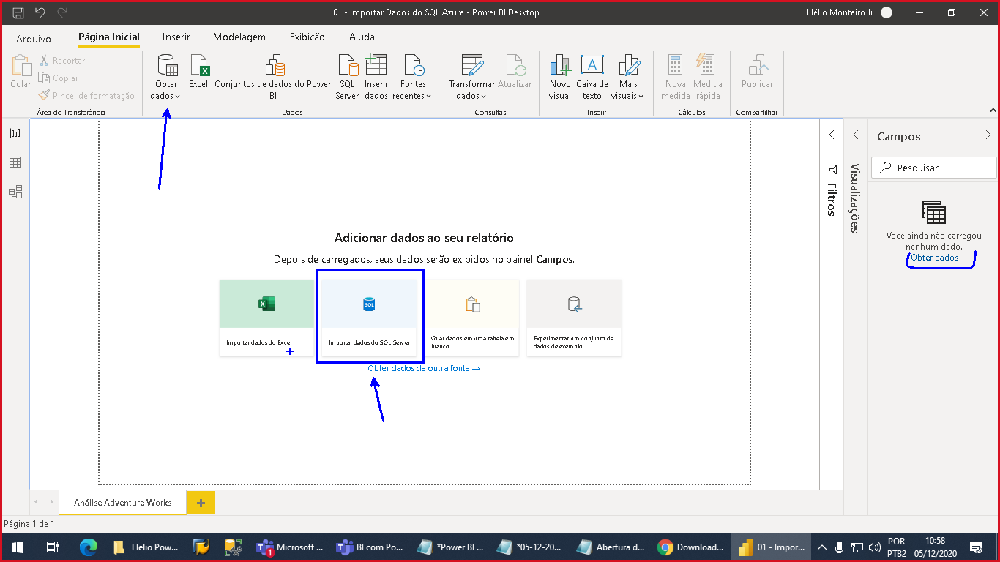 01 - Importar Dados do SQL Azure - Power BI Desktop
Hélio Monteiro Jr
Arquivo
Página Inicial
Inserir
Modelagem
Exibição
Ajuda
Colar
Recortar
Copiar
Pincel de formatação
Área de Transferência
Obter
dados
Excel
Conjuntos de dados do Power
BI
SQL
Server
Inserir
dados
Fontes
recentes
Dados
Transformar
dados
Atualizar
Consultas
Novo
visual
A
Caixa de
texto
Mais
visuais
Inserir
Nova
medida
Medida
rápida
Cálculos
Publicar
Compartilhar
Filtros
Visualizações
Campos
Pesquisar
Você ainda não carregou
nenhum dado.
Obter dados
Adicionar dados ao seu relatório
Depois de carregados, seus dados serão exibidos no painel Campos.
Importar dados do Excel
SQL
Importar dados do SQL Server
Colar dados em uma tabela em
branco
Experimentar um conjunto de
dados de exemplo
Obter dados de outra fonte →
Análise Adventure Works
Página 1 de 1
Helio Pow...
1
Microsoft ...
BI com Po...
*Power BI ...
*05-12-20...
Abertura d...
Download...
01 - Impor...
POR
PTB2
10:58
05/12/2020